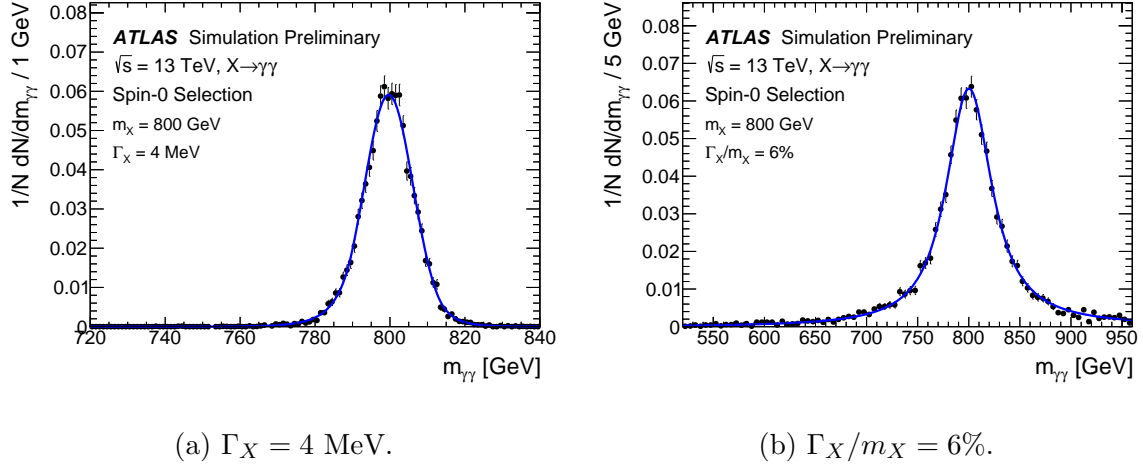 1/N dN/dm_γγ / 1 GeV
0.08
0.07
0.06
0.05
0.04
0.03
0.02
0.01
0
ATLAS Simulation Preliminary
√s = 13 TeV, X→γγ
Spin-0 Selection
m_X = 800 GeV
Γ_X = 4 MeV
720 740 760 780 800 820 840
m_γγ [GeV]
(a) Γ_X = 4 MeV.
1/N dN/dm_γγ / 5 GeV
0.08
0.07
0.06
0.05
0.04
0.03
0.02
0.01
0
ATLAS Simulation Preliminary
√s = 13 TeV, X→γγ
Spin-0 Selection
m_X = 800 GeV
Γ_X/m_X = 6%
550 600 650 700 750 800 850 900 950
m_γγ [GeV]
(b) Γ_X/m_X = 6%.